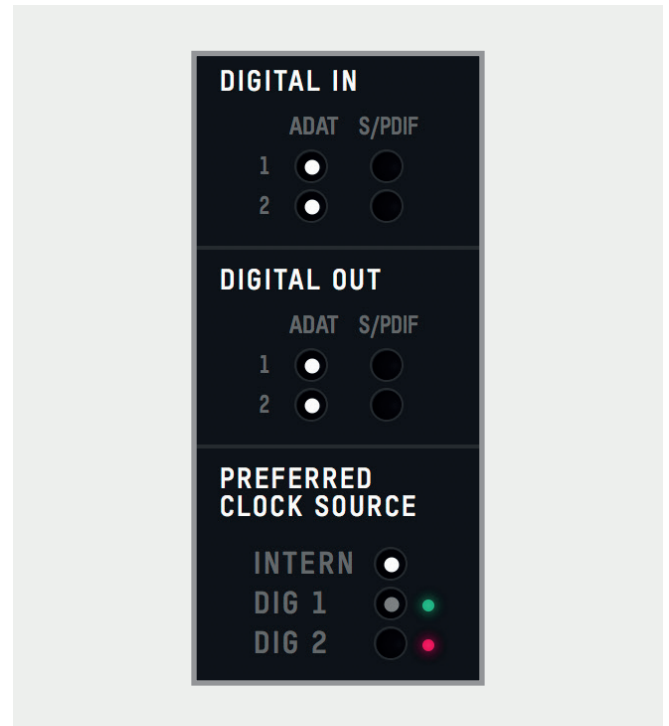 DIGITAL IN
ADAT S/PDIF
1
2
DIGITAL OUT
ADAT S/PDIF
1
2
PREFERRED
CLOCK SOURCE
INTERN
DIG 1
DIG 2